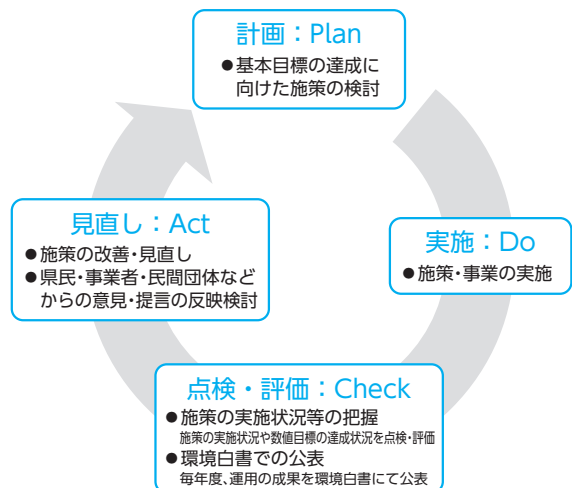 計画：Plan
●基本目標の達成に
向けた施策の検討
実施：Do
●施策・事業の実施
点検・評価：Check
●施策の実施状況等の把握
施策の実施状況や数値目標の達成状況を点検・評価
●環境白書での公表
毎年度、運用の成果を環境白書にて公表
見直し：Act
●施策の改善・見直し
●県民・事業者・民間団体など
からの意見・提言の反映検討